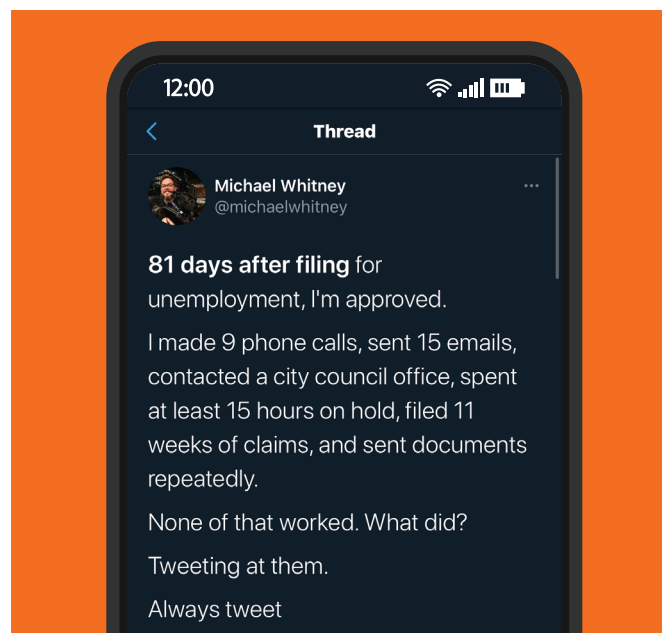 12:00
Thread
Michael Whitney
@michaelwhitney
81 days after filing for
unemployment, I'm approved.
I made 9 phone calls, sent 15 emails,
contacted a city council office, spent
at least 15 hours on hold, filed 11
weeks of claims, and sent documents
repeatedly.
None of that worked. What did?
Tweeting at them.
Always tweet